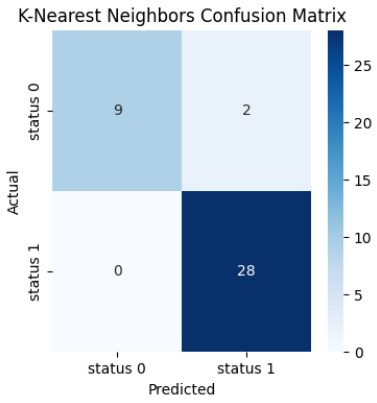 K-Nearest Neighbors Confusion Matrix
status 0
9
2
Actual
status 1
0
28
status 0
status 1
Predicted
25
20
15
10
5
0